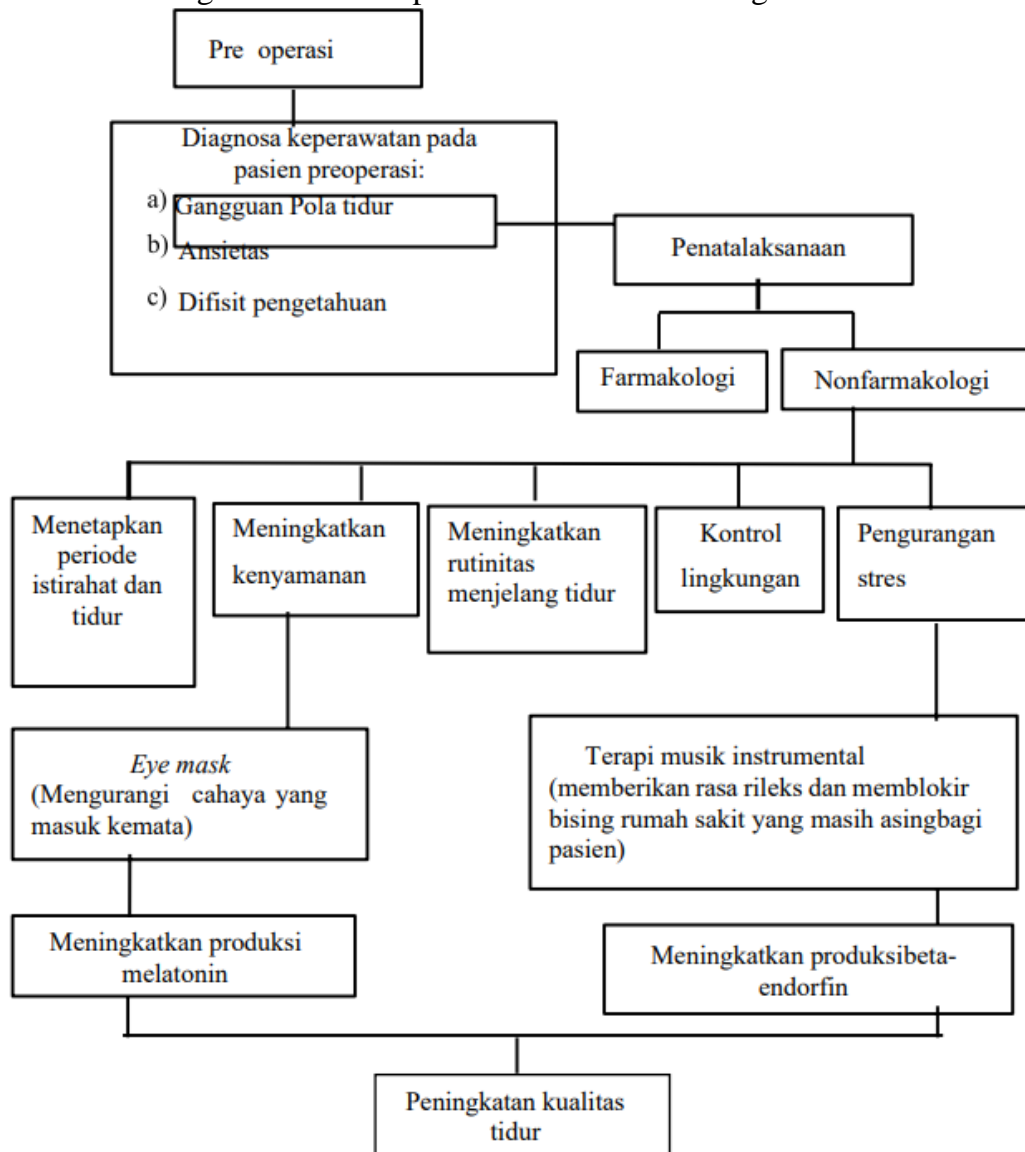 Pre operasi
Diagnosa keperawatan pada
pasien preoperasi:
a) Gangguan Pola tidur
b) Ansietas
c) Difisit pengetahuan
Penatalaksanaan
Farmakologi
Nonfarmakologi
Menetapkan
periode
istirahat dan
tidur
Meningkatkan
kenyamanan
Meningkatkan
rutinitas
menjelang tidur
Kontrol
lingkungan
Pengurangan
stres
Eye mask
(Mengurangi cahaya yang
masuk kemata)
Terapi musik instrumental
(memberikan rasa rileks dan memblokir
bising rumah sakit yang masih asingbagi
pasien)
Meningkatkan produksi
melatonin
Meningkatkan produksibeta-
endorfin
Peningkatan kualitas
tidur